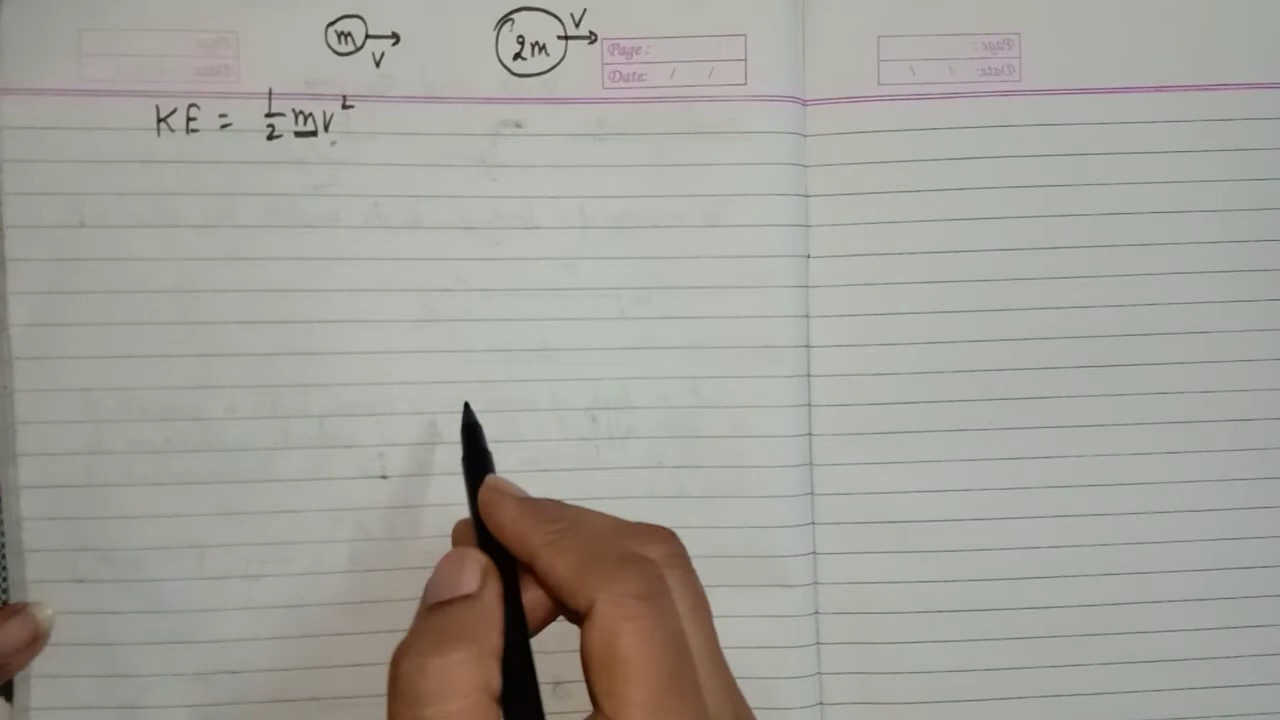 m V
2m V
Page :
Date: / /
KE = 1/2 mv²